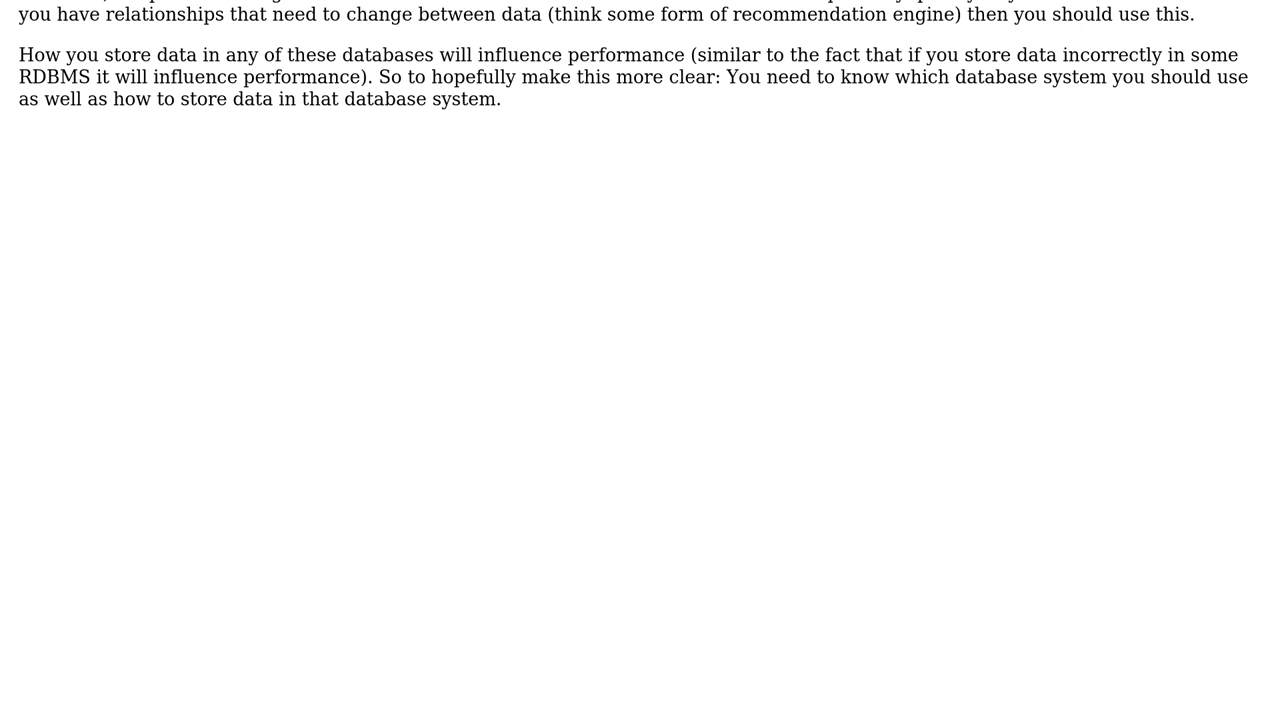 you have relationships that need to change between data (think some form of recommendation engine) then you should use this.
How you store data in any of these databases will influence performance (similar to the fact that if you store data incorrectly in some
RDBMS it will influence performance). So to hopefully make this more clear: You need to know which database system you should use
as well as how to store data in that database system.